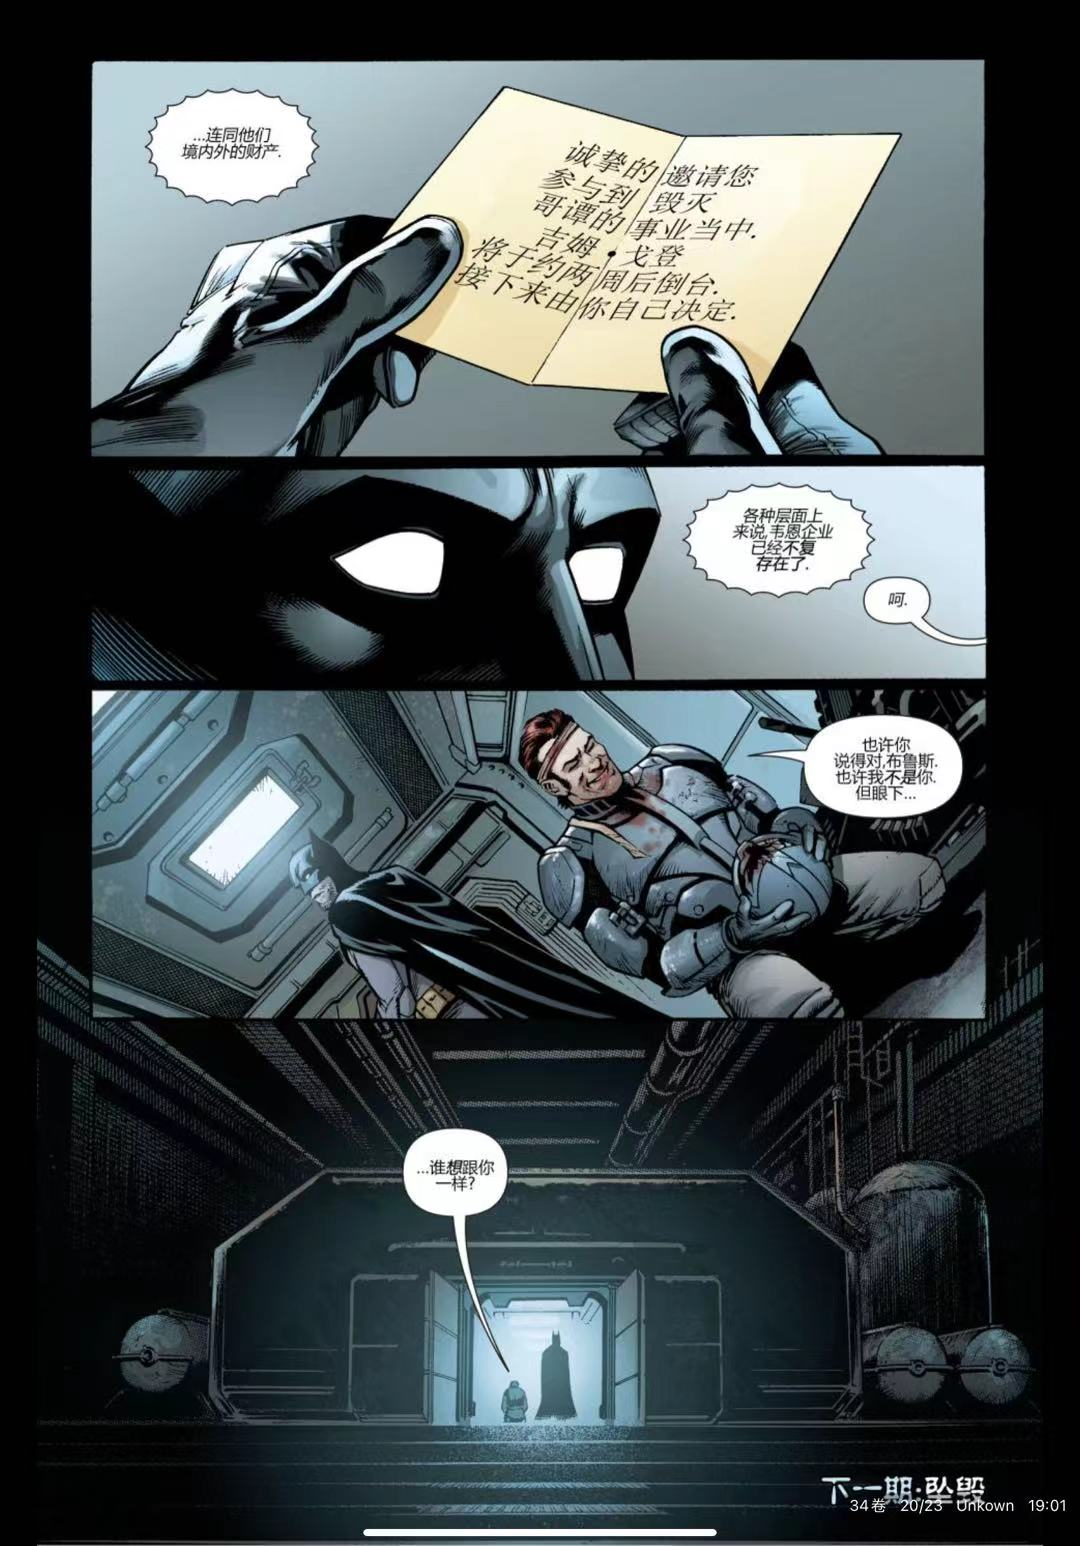 ...连同他们
境内外的财产.
诚挚的邀请您
参与到毁灭
哥谭的事业当中.
吉姆·戈登
将于约两周后倒台.
接下来由你自己决定.
各种层面上
来说,韦恩企业
已经不复
存在了.
呵.
也许你
说得对,布鲁斯.
也许我不是你.
但眼下...
...谁想跟你
一样?
下一期:坠毁
34卷 20/23 Unkown 19:01